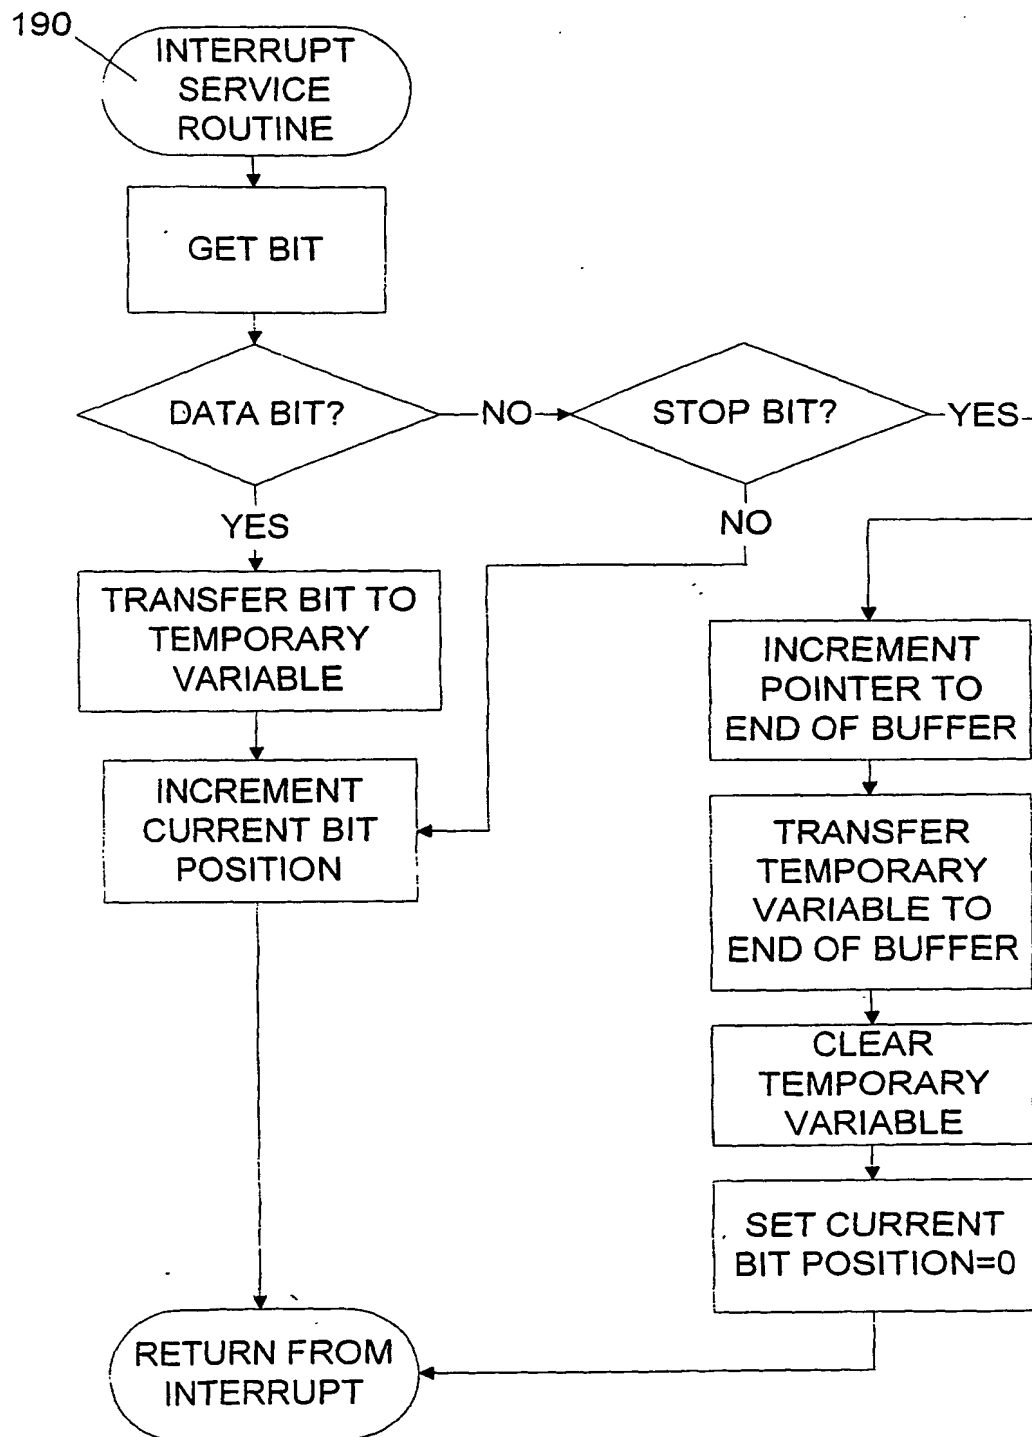 190
INTERRUPT
SERVICE
ROUTINE
GET BIT
DATA BIT?
NO
STOP BIT?
YES
YES
NO
TRANSFER BIT TO
TEMPORARY
VARIABLE
INCREMENT
CURRENT BIT
POSITION
INCREMENT
POINTER TO
END OF BUFFER
TRANSFER
TEMPORARY
VARIABLE TO
END OF BUFFER
CLEAR
TEMPORARY
VARIABLE
SET CURRENT
BIT POSITION=0
RETURN FROM
INTERRUPT